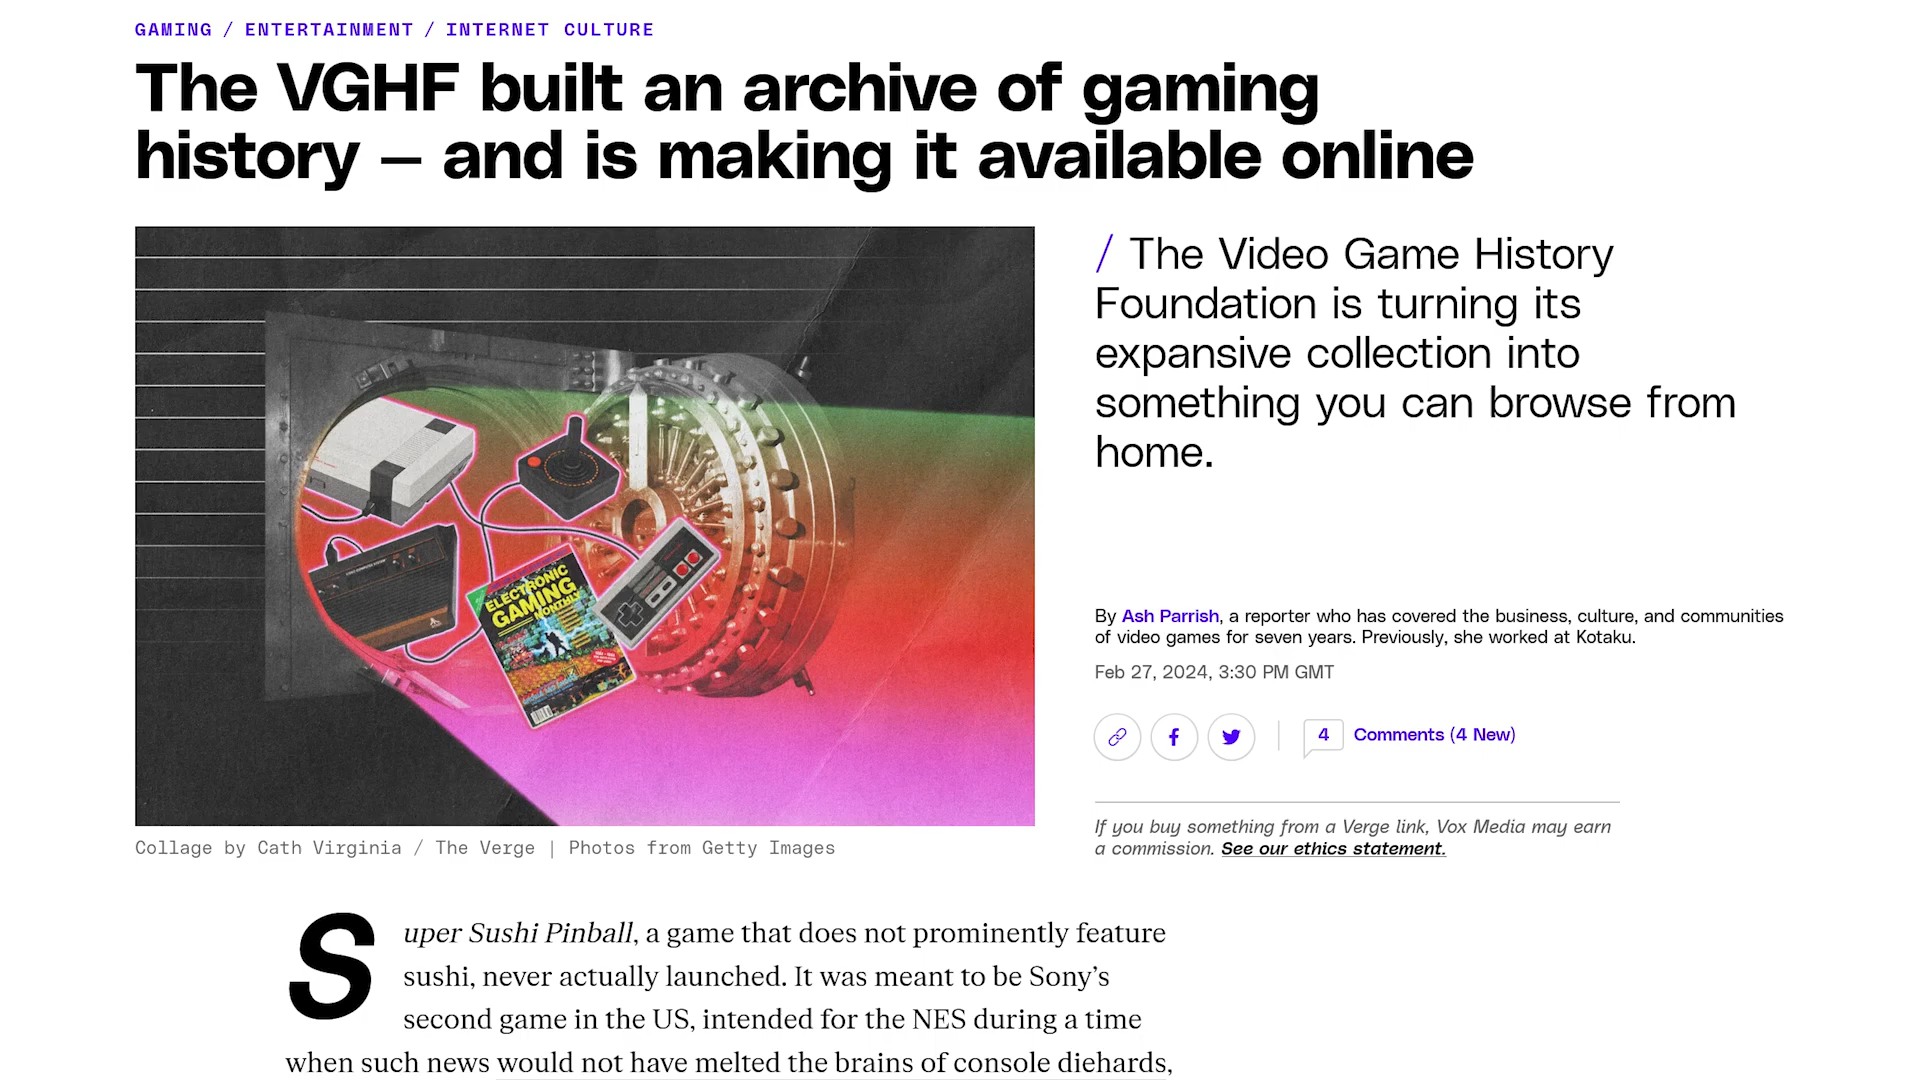 GAMING / ENTERTAINMENT / INTERNET CULTURE
The VGHF built an archive of gaming
history — and is making it available online
/ The Video Game History
Foundation is turning its
expansive collection into
something you can browse from
home.
ELECTRONIC
GAMING
MONTHLY
By Ash Parrish, a reporter who has covered the business, culture, and communities
of video games for seven years. Previously, she worked at Kotaku.
Feb 27, 2024, 3:30 PM GMT
4 Comments (4 New)
If you buy something from a Verge link, Vox Media may earn
a commission. See our ethics statement.
Collage by Cath Virginia / The Verge | Photos from Getty Images
Super Sushi Pinball, a game that does not prominently feature
sushi, never actually launched. It was meant to be Sony’s
second game in the US, intended for the NES during a time
when such news would not have melted the brains of console diehards,